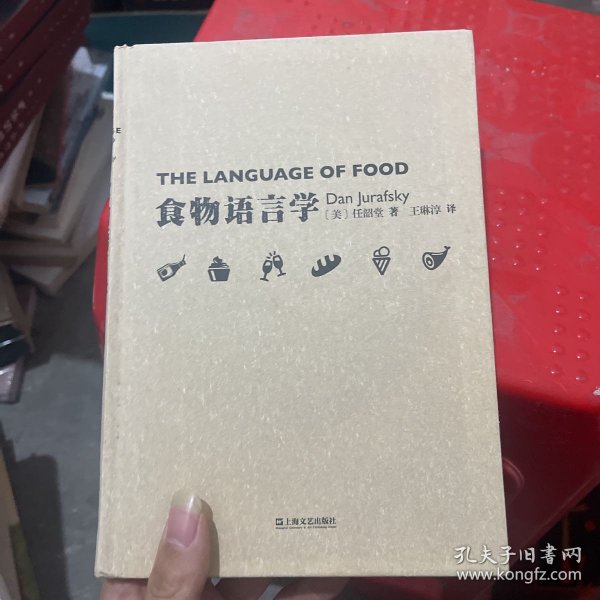 THE LANGUAGE OF FOOD
食物语言学
Dan Jurafsky
[美]任韶堂 著 王琳淳 译
上海文艺出版社
孔夫子旧书网
www.kongfz.com